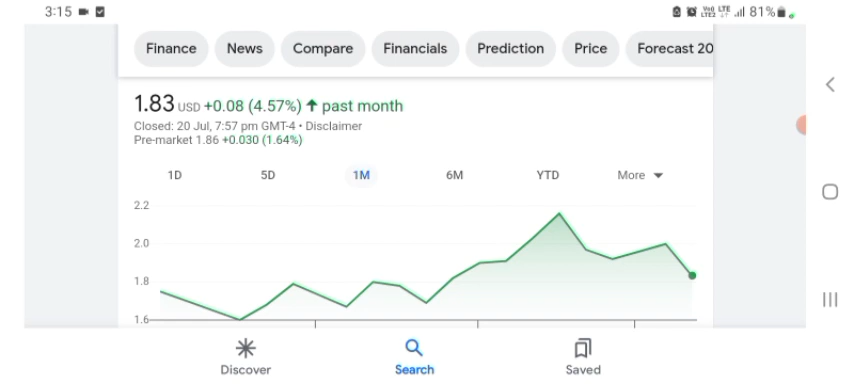 3:15 81%
Finance News Compare Financials Prediction Price Forecast 20
1.83 USD +0.08 (4.57%) ↑ past month
Closed: 20 Jul, 7:57 pm GMT-4 • Disclaimer
Pre-market 1.86 +0.030 (1.64%)
1D 5D 1M 6M YTD More
2.2
2.0
1.8
1.6
Discover Search Saved